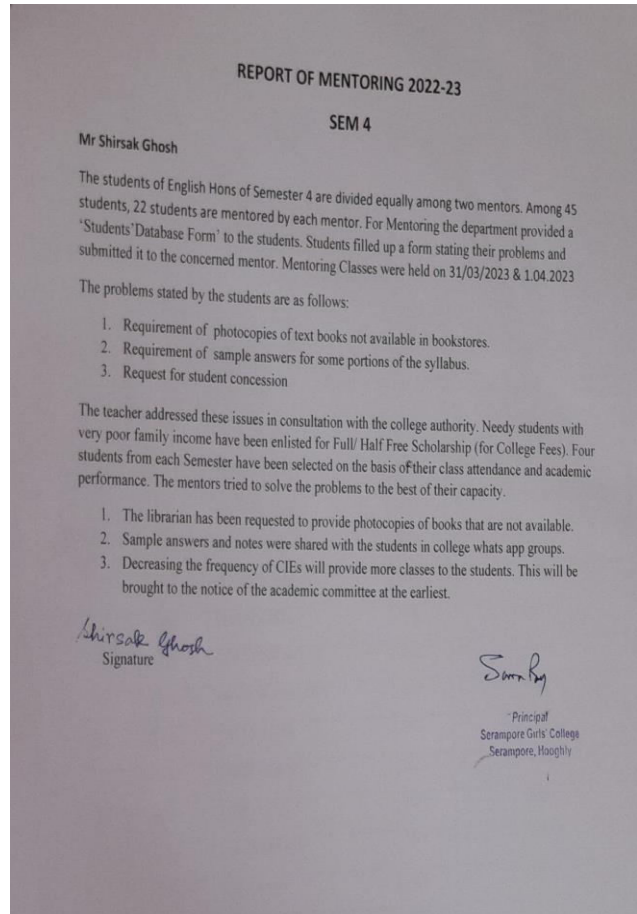 REPORT OF MENTORING 2022-23
SEM 4
Mr Shirsak Ghosh
The students of English Hons of Semester 4 are divided equally among two mentors. Among 45
students, 22 students are mentored by each mentor. For Mentoring the department provided a
‘Students’Database Form’ to the students. Students filled up a form stating their problems and
submitted it to the concerned mentor. Mentoring Classes were held on 31/03/2023 & 1.04.2023
The problems stated by the students are as follows:
1. Requirement of photocopies of text books not available in bookstores.
2. Requirement of sample answers for some portions of the syllabus.
3. Request for student concession
The teacher addressed these issues in consultation with the college authority. Needy students with
very poor family income have been enlisted for Full/ Half Free Scholarship (for College Fees). Four
students from each Semester have been selected on the basis of their class attendance and academic
performance. The mentors tried to solve the problems to the best of their capacity.
1. The librarian has been requested to provide photocopies of books that are not available.
2. Sample answers and notes were shared with the students in college whats app groups.
3. Decreasing the frequency of CIEs will provide more classes to the students. This will be
brought to the notice of the academic committee at the earliest.
Shirsak Ghosh
Signature
Principal
Serampore Girls' College
Serampore, Hooghly